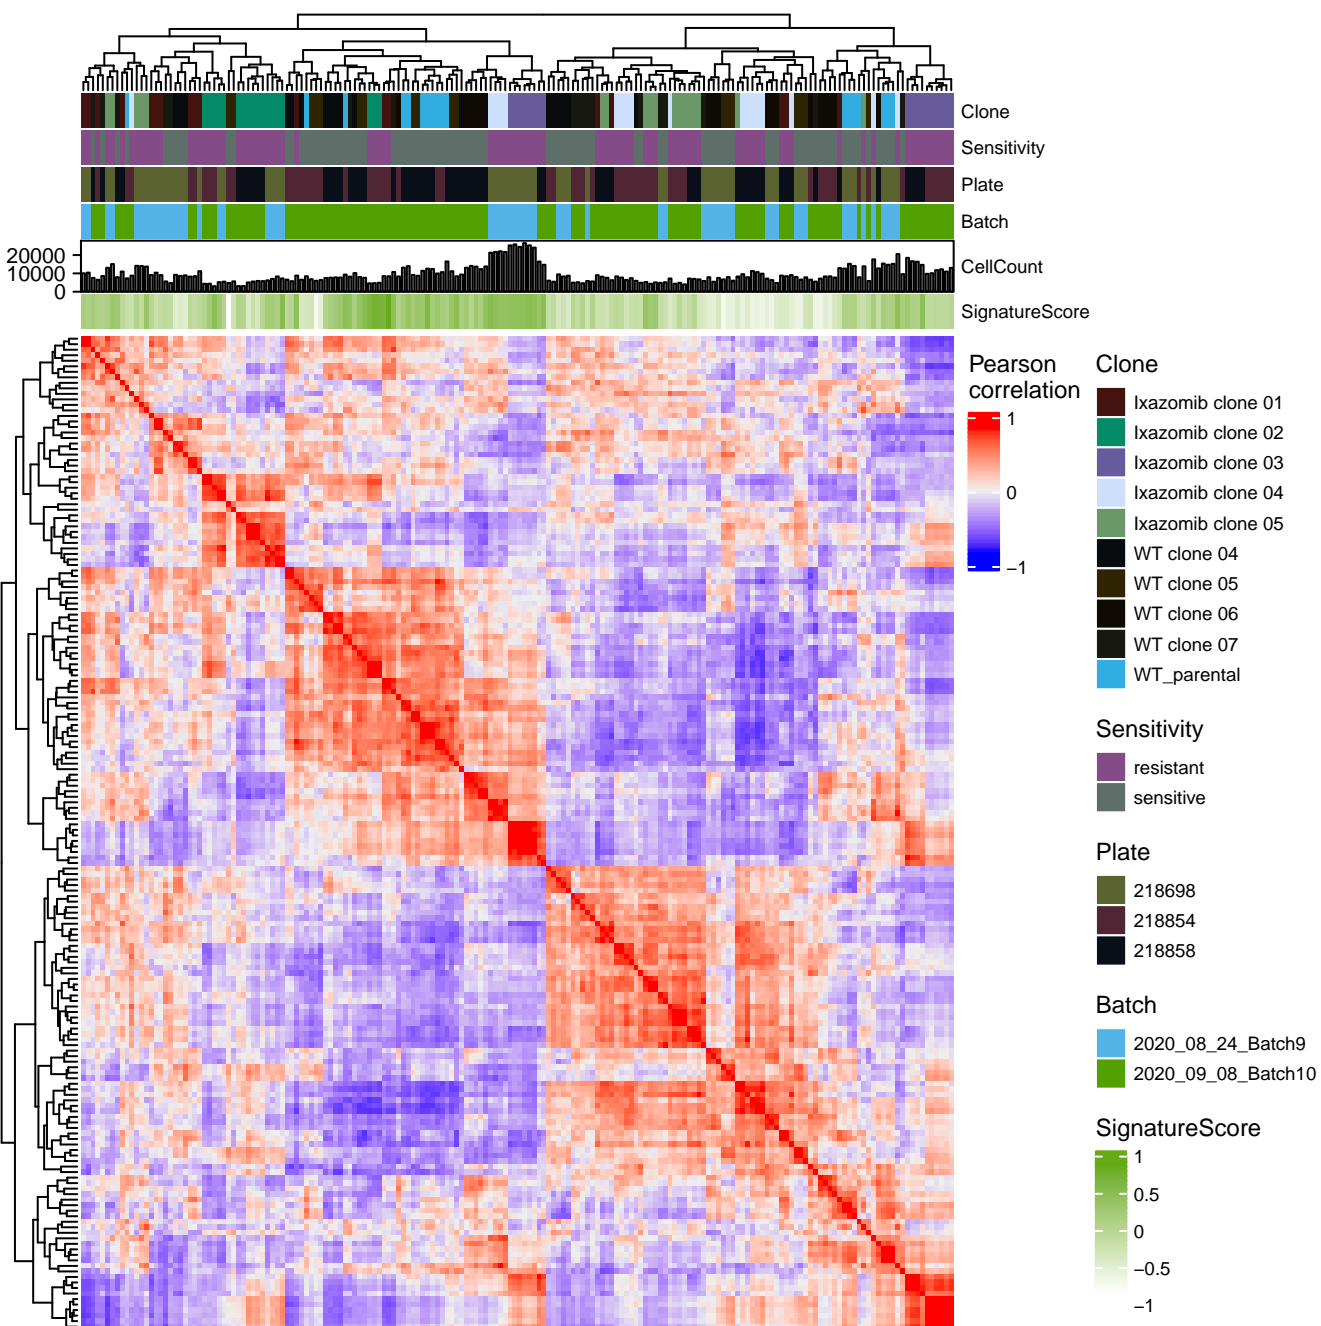 Clone
Sensitivity
Plate
Batch
20000
10000
0
CellCount
SignatureScore
Pearson
correlation
1
0
−1
Clone
Ixazomib clone 01
Ixazomib clone 02
Ixazomib clone 03
Ixazomib clone 04
Ixazomib clone 05
WT clone 04
WT clone 05
WT clone 06
WT clone 07
WT_parental
Sensitivity
resistant
sensitive
Plate
218698
218854
218858
Batch
2020_08_24_Batch9
2020_09_08_Batch10
SignatureScore
1
0.5
0
−0.5
−1